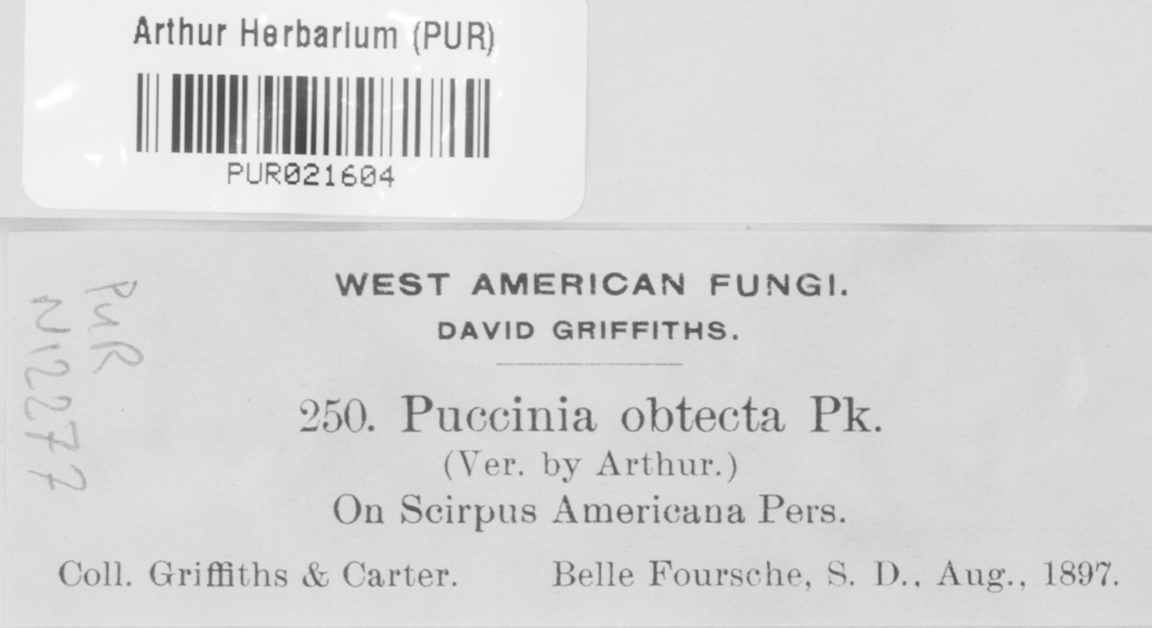 Arthur Herbarium (PUR)
PUR021604
WEST AMERICAN FUNGI.
DAVID GRIFFITHS.
250. Puccinia obtecta Pk.
(Ver. by Arthur.)
On Scirpus Americana Pers.
Coll. Griffiths & Carter. Belle Foursche, S. D., Aug., 1897.
PUR
N12277